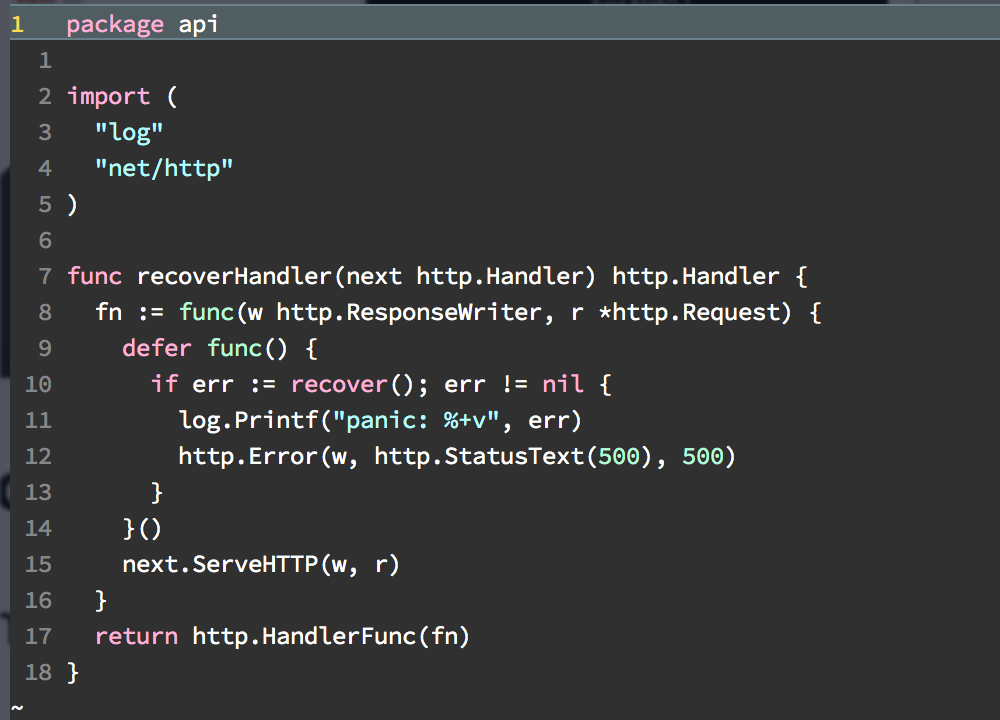 1 package api
1
2 import (
3 "log"
4 "net/http"
5 )
6
7 func recoverHandler(next http.Handler) http.Handler {
8 fn := func(w http.ResponseWriter, r *http.Request) {
9 defer func() {
10 if err := recover(); err != nil {
11 log.Printf("panic: %+v", err)
12 http.Error(w, http.StatusText(500), 500)
13 }
14 }()
15 next.ServeHTTP(w, r)
16 }
17 return http.HandlerFunc(fn)
18 }
~